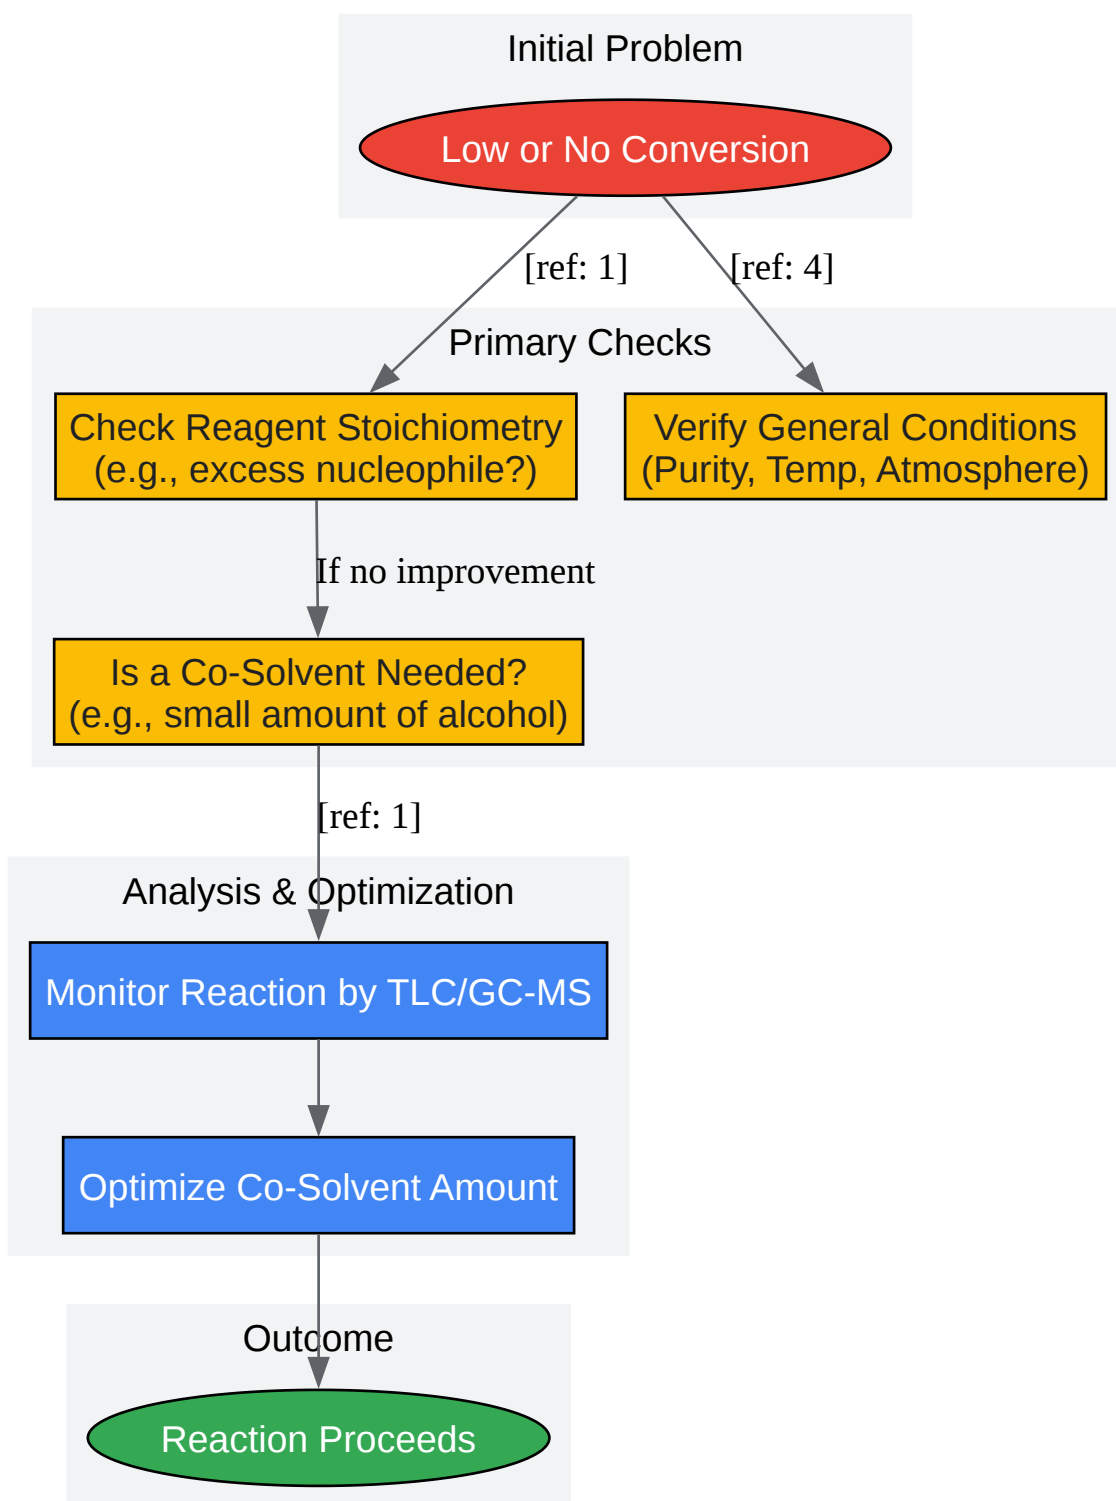 Initial Problem
Low or No Conversion
[ref: 1]
[ref: 4]
Primary Checks
Check Reagent Stoichiometry
(e.g., excess nucleophile?)
Verify General Conditions
(Purity, Temp, Atmosphere)
If no improvement
Is a Co-Solvent Needed?
(e.g., small amount of alcohol)
[ref: 1]
Analysis & Optimization
Monitor Reaction by TLC/GC-MS
Optimize Co-Solvent Amount
Outcome
Reaction Proceeds